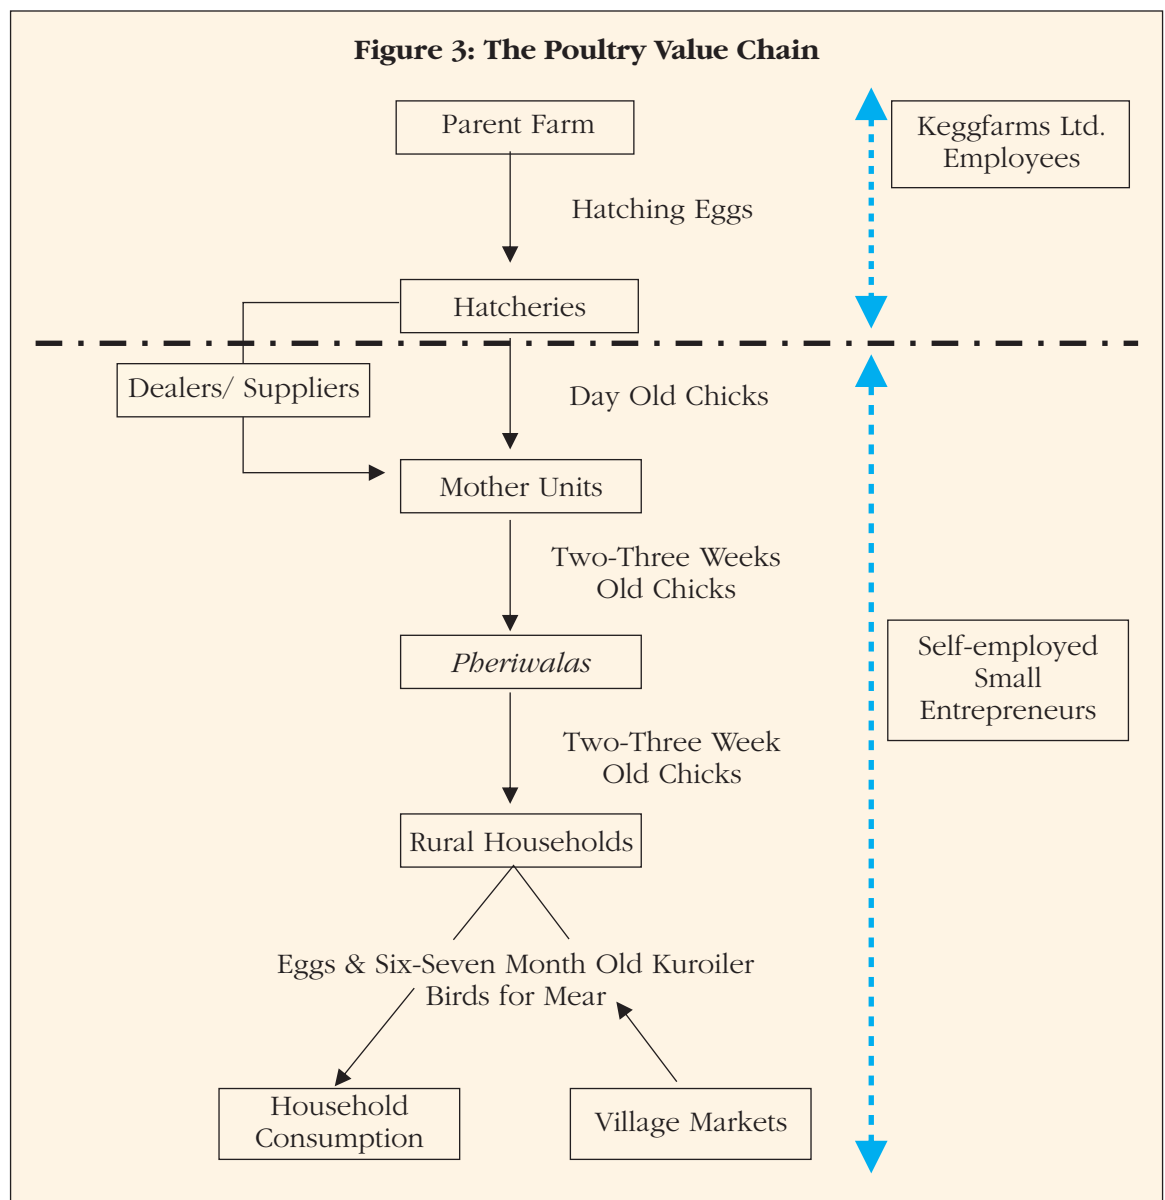 Figure 3: The Poultry Value Chain
Parent Farm
Keggfarms Ltd.
Employees
Hatching Eggs
Hatcheries
Dealers/ Suppliers
Day Old Chicks
Mother Units
Two-Three Weeks
Old Chicks
Pheriwalas
Self-employed
Small
Entrepreneurs
Two-Three Week
Old Chicks
Rural Households
Eggs & Six-Seven Month Old Kuroiler
Birds for Mear
Household
Consumption
Village Markets